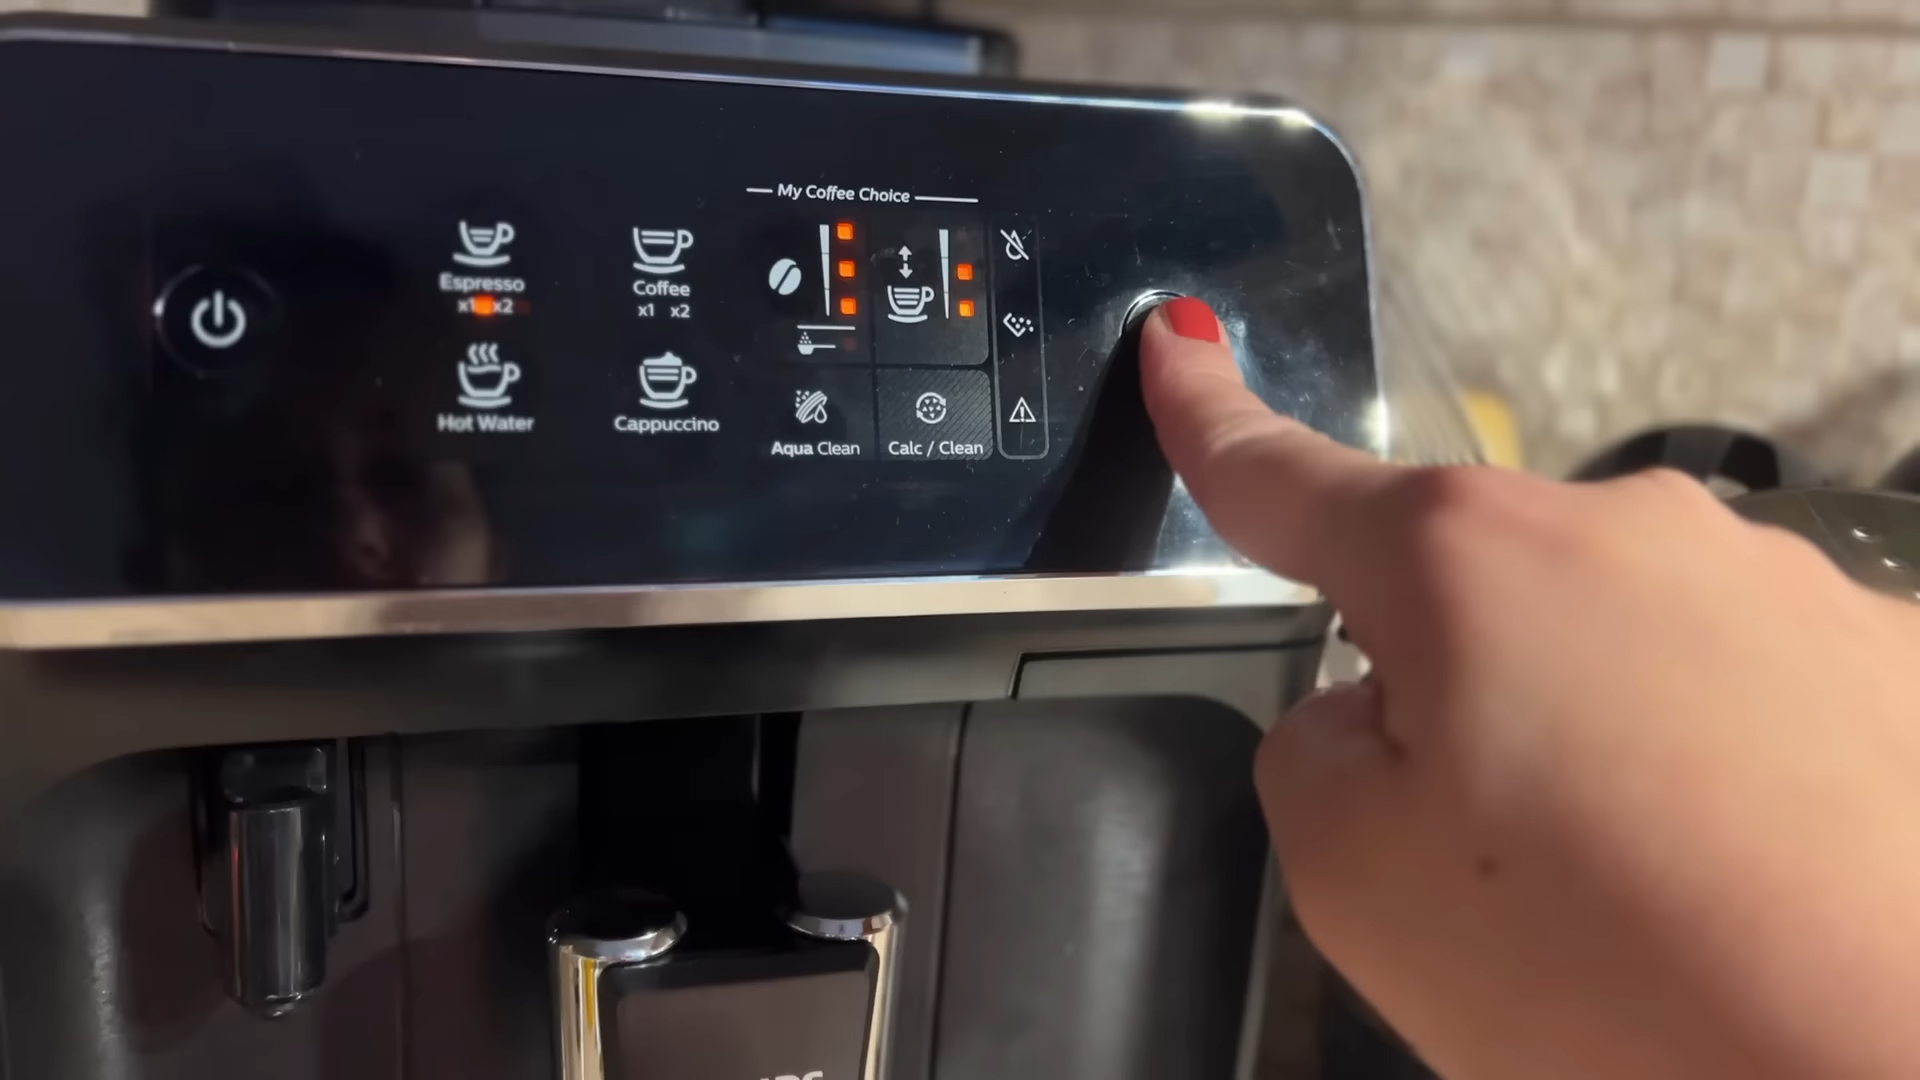 My Coffee Choice
Espresso
x1 x2
Coffee
x1 x2
Hot Water
Cappuccino
Aqua Clean
Calc / Clean